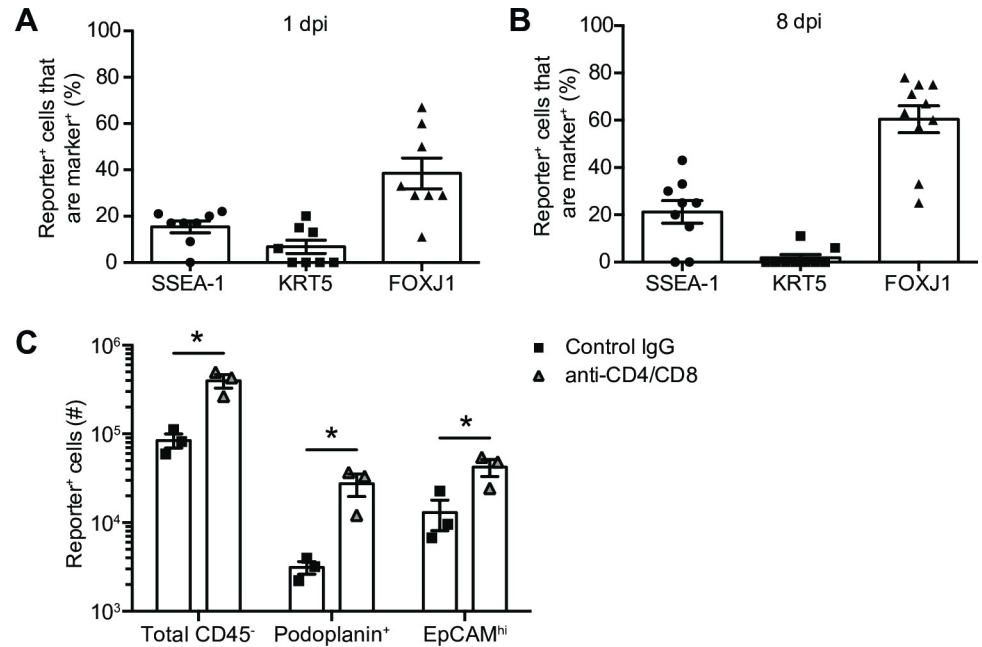 A
1 dpi
Reporter⁺ cells that
are marker⁺ (%)
100
80
60
40
20
0
SSEA-1
KRT5
FOXJ1
B
8 dpi
Reporter⁺ cells that
are marker⁺ (%)
100
80
60
40
20
0
SSEA-1
KRT5
FOXJ1
C
Reporter⁺ cells (#)
10⁶
10⁵
10⁴
10³
*
*
*
Total CD45⁻
Podoplanin⁺
EpCAMʰⁱ
Control IgG
anti-CD4/CD8